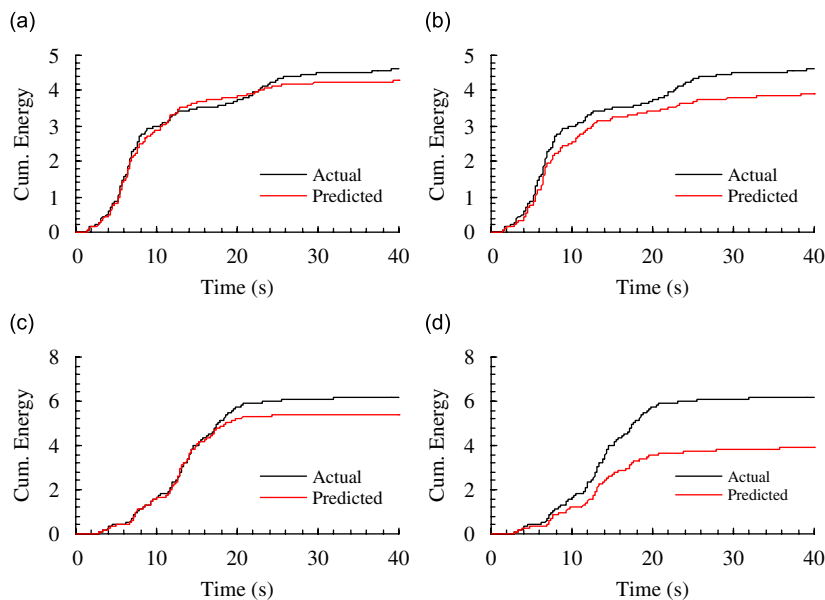 (a)
Cum. Energy
5
4
3
2
1
0
Actual
Predicted
0 10 20 30 40
Time (s)
(b)
Cum. Energy
5
4
3
2
1
0
Actual
Predicted
0 10 20 30 40
Time (s)
(c)
Cum. Energy
8
6
4
2
0
Actual
Predicted
0 10 20 30 40
Time (s)
(d)
Cum. Energy
8
6
4
2
0
Actual
Predicted
0 10 20 30 40
Time (s)